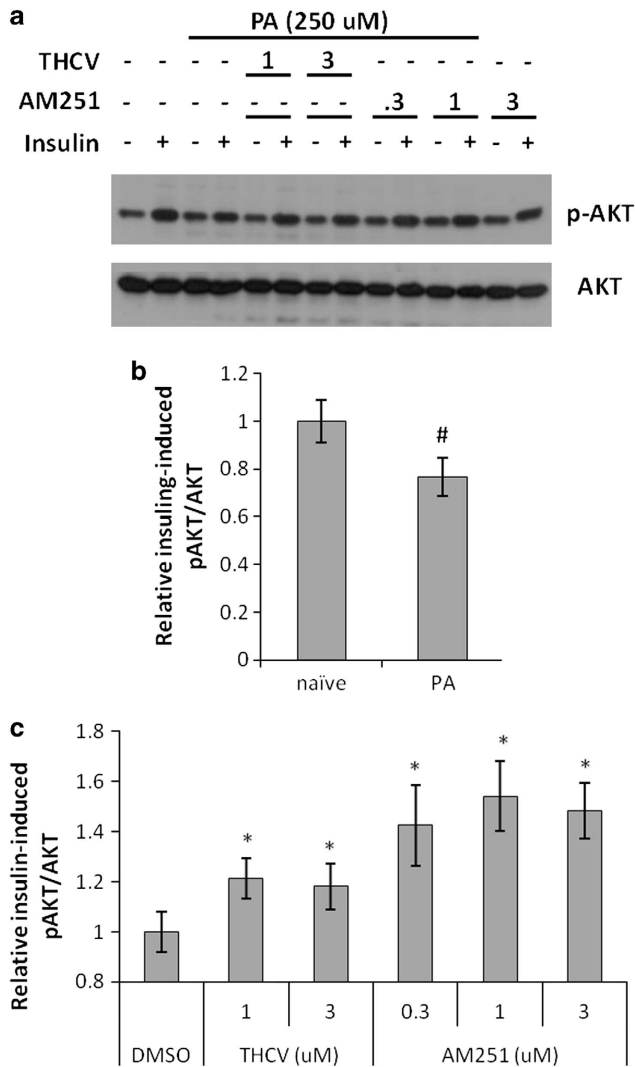 a
PA (250 uM)
THCV - - - - 1 3 - - - - - -
AM251 - - - - - - - - .3 1 3
Insulin - + - + - + - + - + - + - +
p-AKT
AKT
b
Relative insuling-induced
pAKT/AKT
1.2
1
0.8
0.6
0.4
0.2
0
#
naïve PA
c
Relative insulin-induced
pAKT/AKT
1.8
1.6
1.4
1.2
1
0.8
* * * * *
1 3 0.3 1 3
DMSO THCV (uM) AM251 (uM)